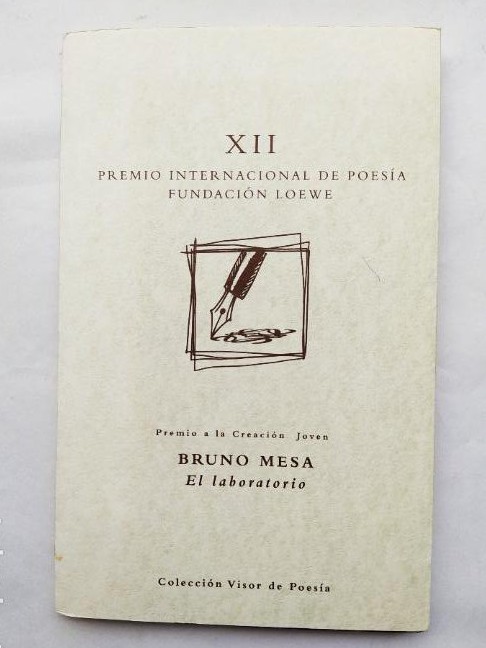 XII
PREMIO INTERNACIONAL DE POESÍA
FUNDACIÓN LOEWE
Premio a la Creación Joven
BRUNO MESA
El laboratorio
Colección Visor de Poesía